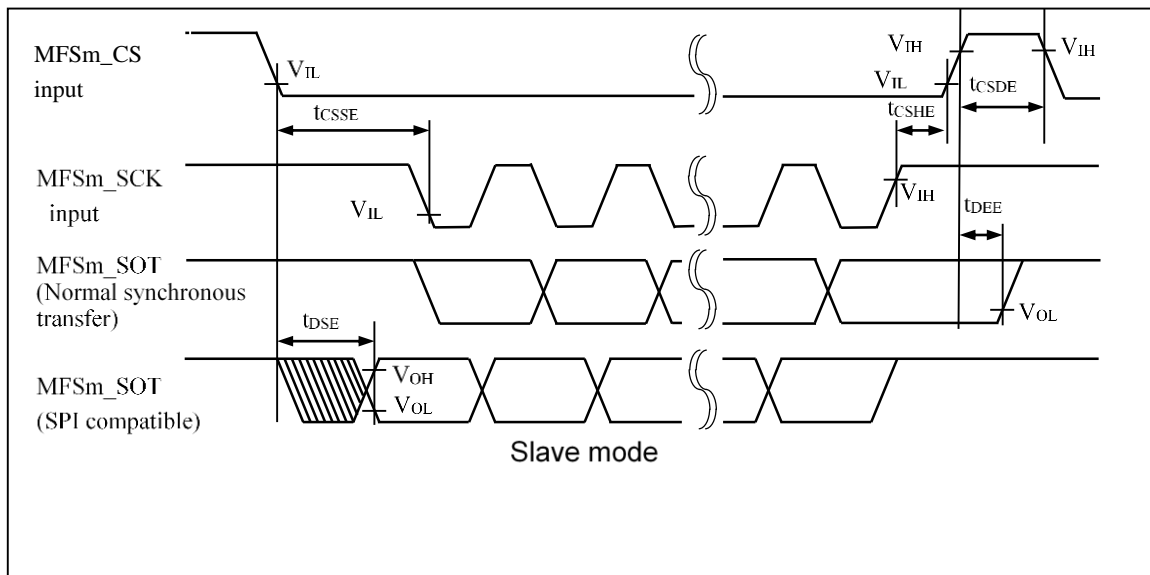 MFSm_CS
input
VIL
VIH
VIH
VIL
tCSDE
tCSSE
tCSHE
MFSm_SCK
input
VIL
VIH
tDEE
MFSm_SOT
(Normal synchronous
transfer)
VOL
tDSE
MFSm_SOT
(SPI compatible)
VOH
VOL
Slave mode